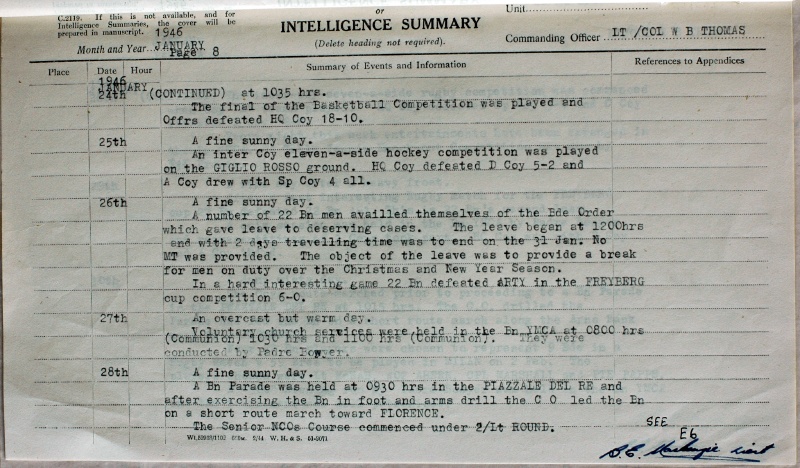 or
C.2119. If this is not available, and for
Intelligence Summaries, the cover will be
prepared in manuscript.
INTELLIGENCE SUMMARY
(Delete heading not required).
Unit
Commanding Officer LT /COL W B THOMAS
Month and Year JANUARY 1946
Page 8
Place Date Hour Summary of Events and Information References to Appendices
1946
JANUARY
24th (CONTINUED) at 1035 hrs.
The final of the Basketball Competition was played and
Offrs defeated HQ Coy 18-10.
25th A fine sunny day.
An inter Coy eleven-a-side hockey competition was played
on the GIGLIO ROSSO ground. HQ Coy defeated D Coy 5-2 and
A Coy drew with Sp Coy 4 all.
26th A fine sunny day.
A number of 22 Bn men availled themselves of the Bde Order
which gave leave to deserving cases. The leave began at 1200hrs
and with 2 days travelling time was to end on the 31 Jan. No
MT was provided. The object of the leave was to provide a break
for men on duty over the Christmas and New Year Season.
In a hard interesting game 22 Bn defeated ARTY in the FREYBERG
cup competition 6-0.
27th An overcast but warm day.
Voluntary church services were held in the Bn YMCA at 0800 hrs
(Communion) 1030 hrs and 1100 hrs (Communion). They were
conducted by Padre Bowyer.
28th A fine sunny day.
A Bn Parade was held at 0930 hrs in the PIAZZALE DEL RE and
after exercising the Bn in foot and arms drill the C O led the Bn
on a short route march toward FLORENCE.
The Senior NCOs Course commenced under 2/Lt ROUND.
SEE
E6
W. H. & S.